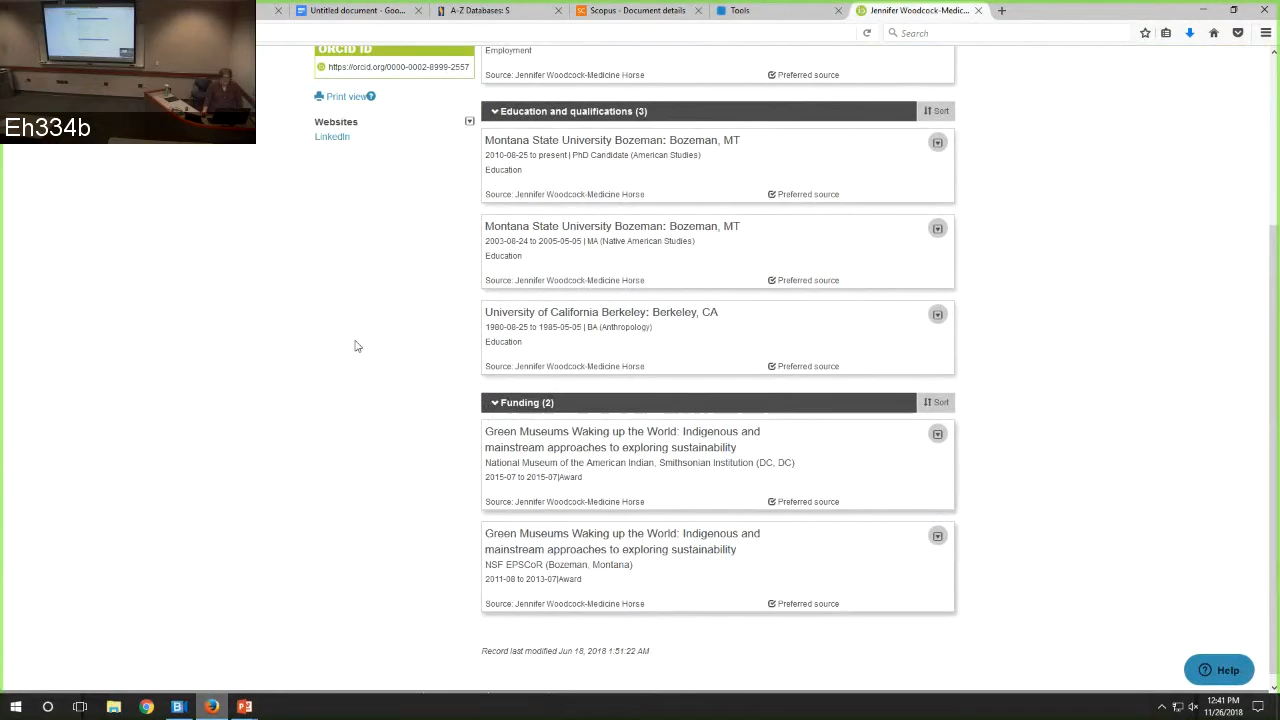 Undated document - Goo...
A-Z Databases: S
Document details
Tools
Jennifer Woodcock-Medic...
Search
Eh334b
ORCID ID
https://orcid.org/0000-0002-8999-2557
Print view
Websites
LinkedIn
Employment
Source: Jennifer Woodcock-Medicine Horse
Preferred source
Education and qualifications (3)
Sort
Montana State University Bozeman: Bozeman, MT
2010-08-25 to present | PhD Candidate (American Studies)
Education
Source: Jennifer Woodcock-Medicine Horse
Preferred source
Montana State University Bozeman: Bozeman, MT
2003-08-24 to 2005-05-05 | MA (Native American Studies)
Education
Source: Jennifer Woodcock-Medicine Horse
Preferred source
University of California Berkeley: Berkeley, CA
1980-08-25 to 1985-05-05 | BA (Anthropology)
Education
Source: Jennifer Woodcock-Medicine Horse
Preferred source
Funding (2)
Sort
Green Museums Waking up the World: Indigenous and
mainstream approaches to exploring sustainability
National Museum of the American Indian, Smithsonian Institution (DC, DC)
2015-07 to 2015-07|Award
Source: Jennifer Woodcock-Medicine Horse
Preferred source
Green Museums Waking up the World: Indigenous and
mainstream approaches to exploring sustainability
NSF EPSCoR (Bozeman, Montana)
2011-08 to 2013-07|Award
Source: Jennifer Woodcock-Medicine Horse
Preferred source
Record last modified Jun 18, 2018 1:51:22 AM
Help
12:41 PM
11/26/2018